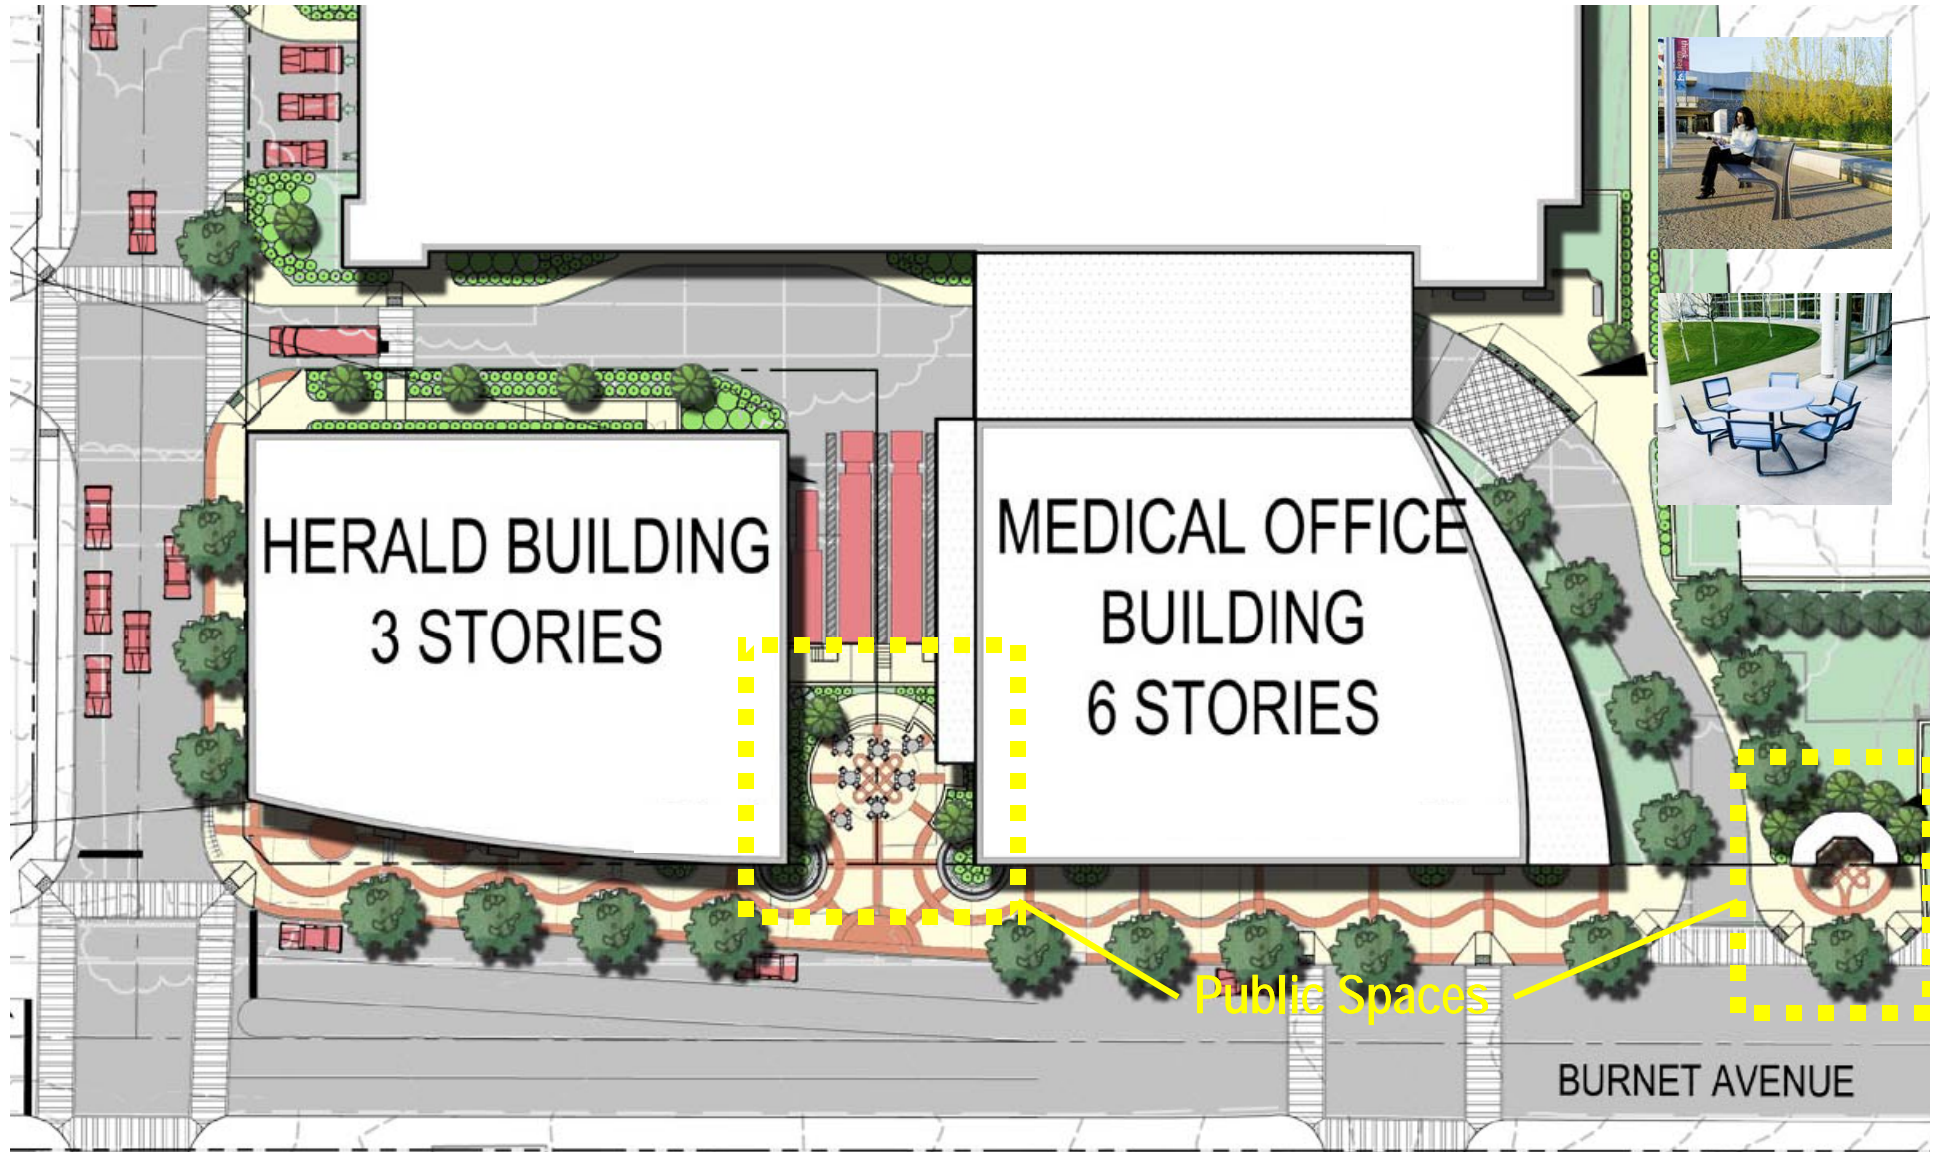 HERALD BUILDING
3 STORIES
MEDICAL OFFICE
BUILDING
6 STORIES
Public Spaces
BURNET AVENUE